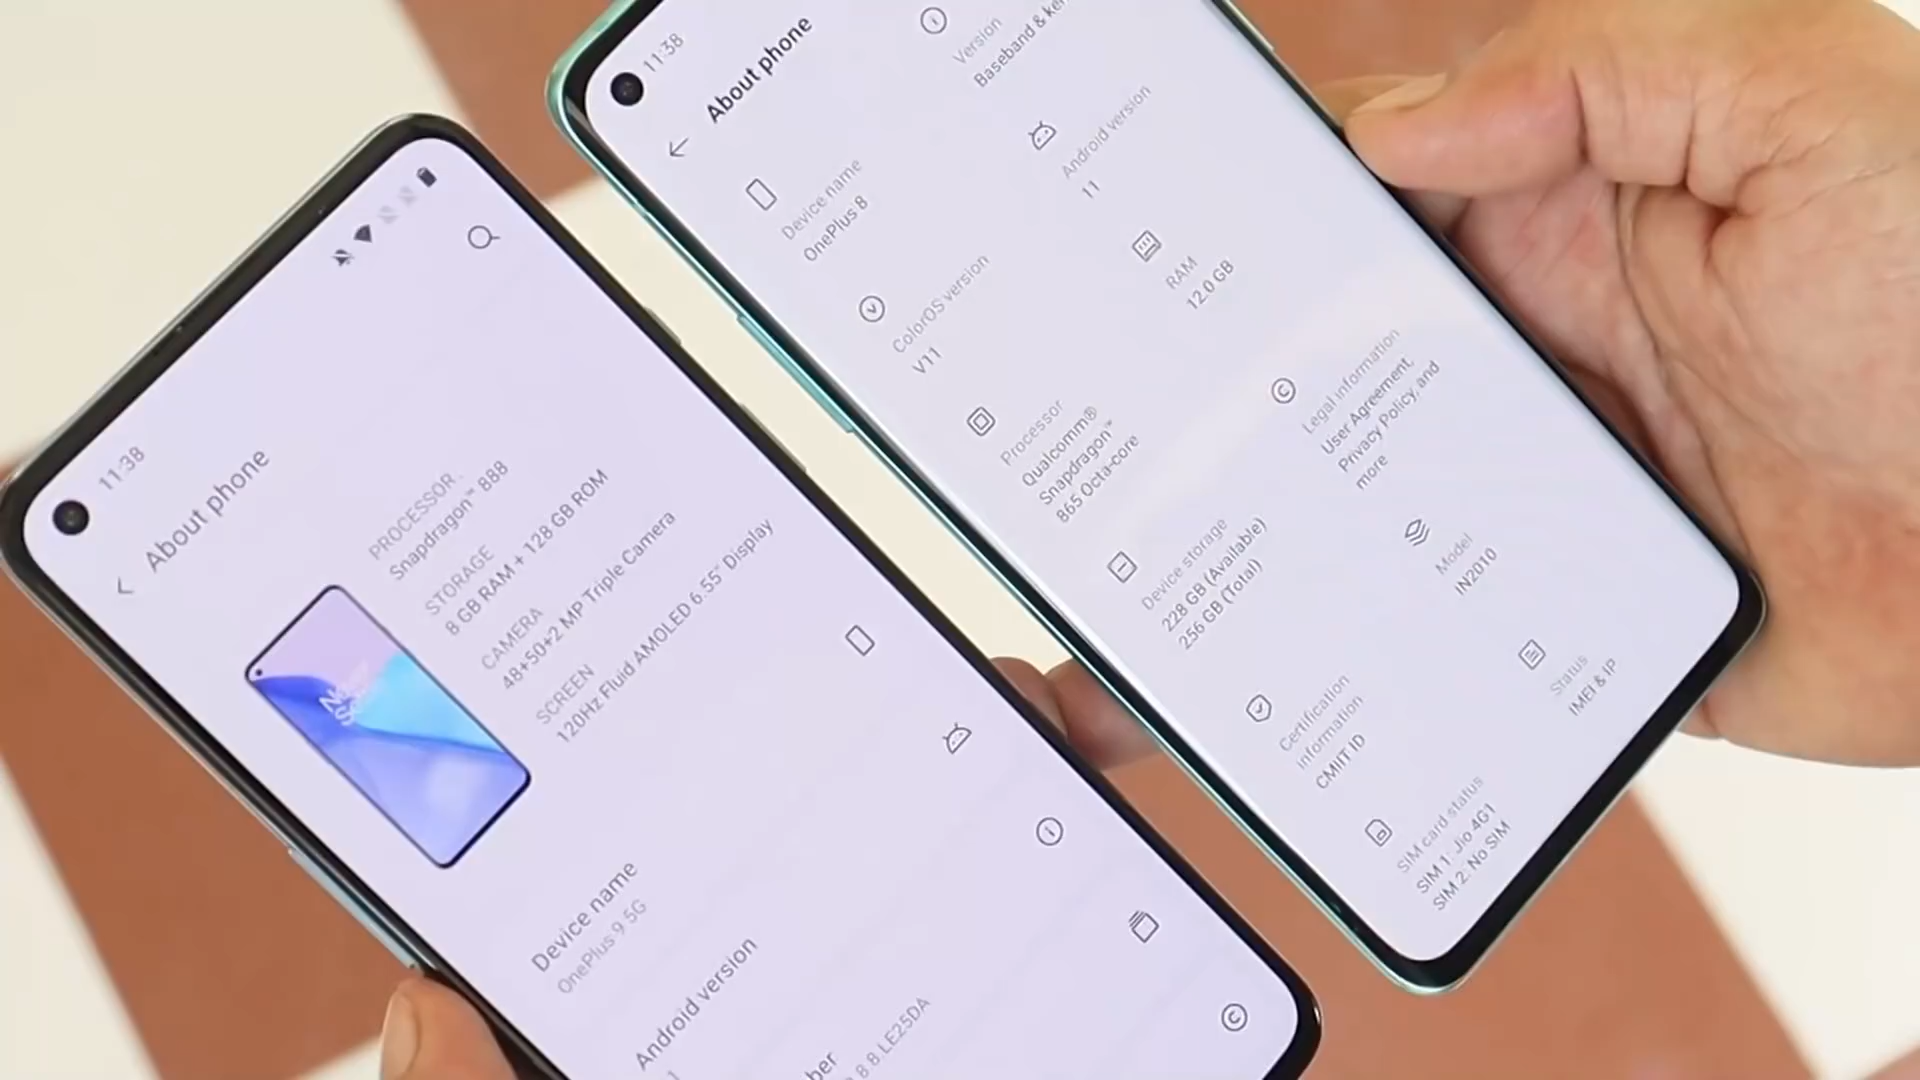 11:38
About phone
PROCESSOR
Snapdragon™ 888
STORAGE
8 GB RAM + 128 GB ROM
CAMERA
48+50+2 MP Triple Camera
SCREEN
120Hz Fluid AMOLED 6.55" Display
Device name
OnePlus 9 5G
Android version
8 8.LE25DA
11:38
About phone
Device name
OnePlus 8
ColorOS version
V11
Processor
Qualcomm®
Snapdragon™
865 Octa-core
Device storage
228 GB (Available)
256 GB (Total)
Certification
information
CMIIT ID
SIM card status
SIM 1: Jio 4G1
SIM 2: No SIM
Version
Baseband &
Android version
11
RAM
12.0 GB
Legal information
User Agreement,
Privacy Policy, and
more
Model
IN2010
Status
IMEI & IP